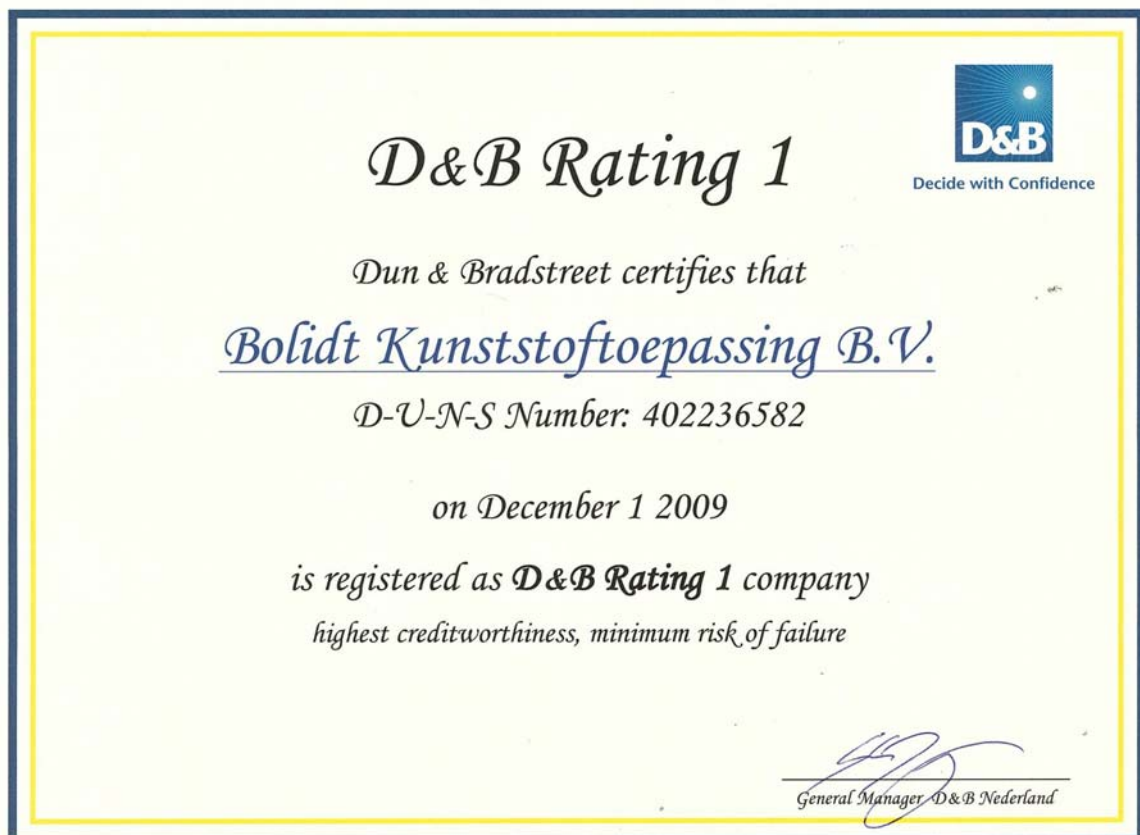 D&B Rating 1
D&B
Decide with Confidence
Dun & Bradstreet certifies that
Bolidt Kunststoftoepassing B.V.
D-U-N-S Number: 402236582
on December 1 2009
is registered as D&B Rating 1 company
highest creditworthiness, minimum risk of failure
General Manager D&B Nederland